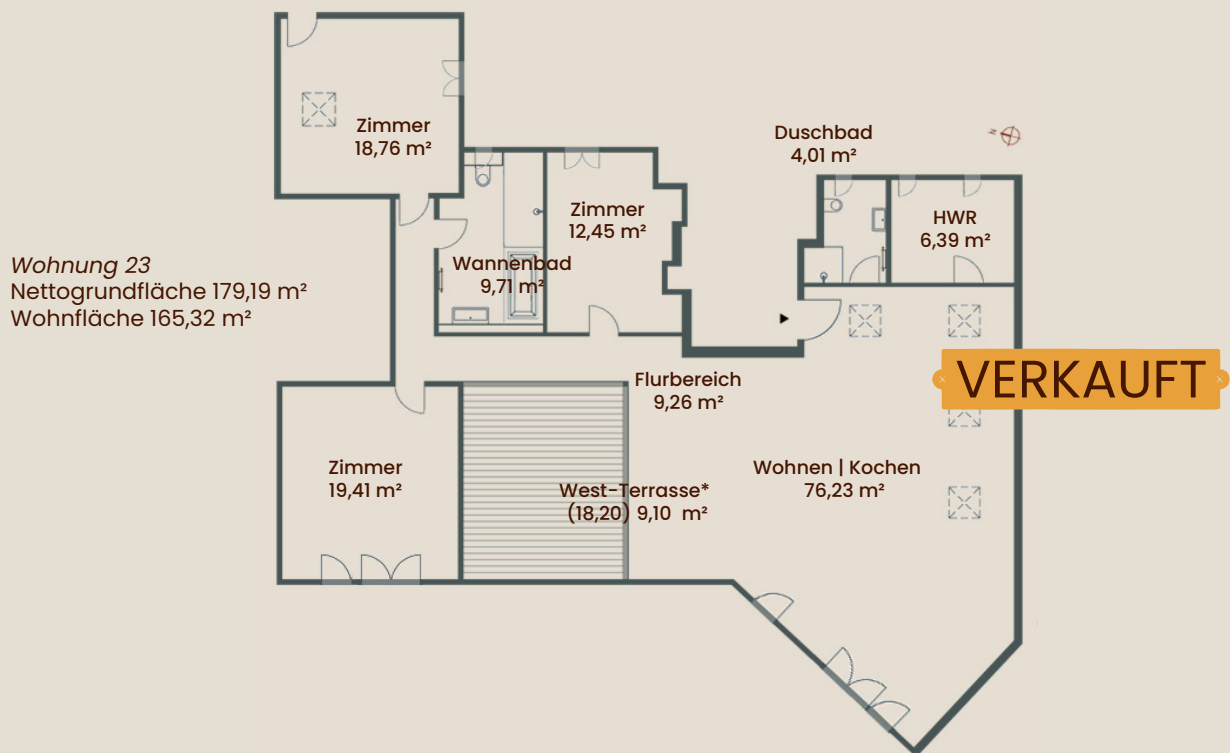 Zimmer
18,76 m²
Duschbad
4,01 m²
N
Zimmer
12,45 m²
HWR
6,39 m²
Wannenbad
9,71 m²
Wohnung 23
Nettogrundfläche 179,19 m²
Wohnfläche 165,32 m²
VERKAUFT
Flurbereich
9,26 m²
Zimmer
19,41 m²
Wohnen | Kochen
76,23 m²
West-Terrasse*
(18,20) 9,10 m²